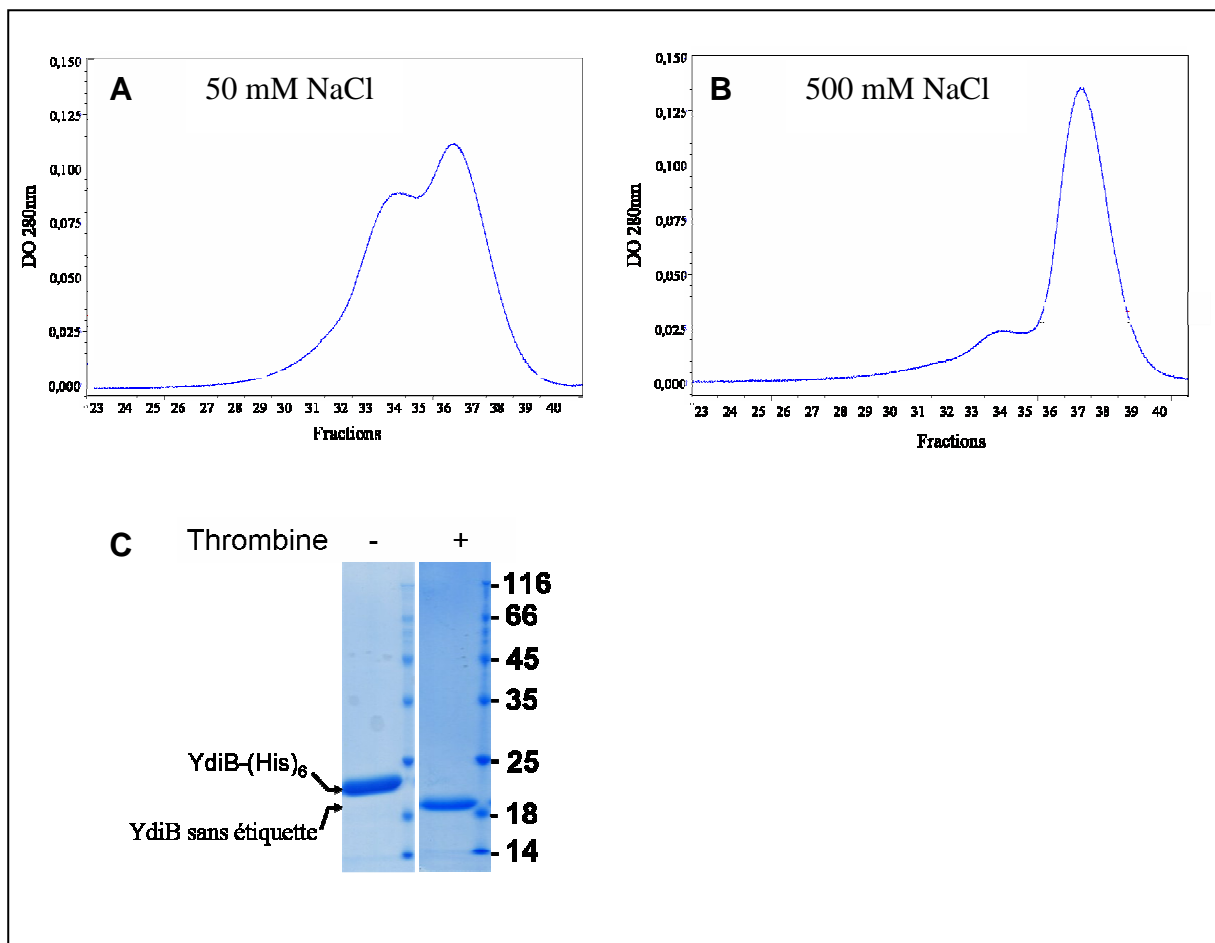 A 50 mM NaCl
0,150
0,125
0,100
0,075
0,050
0,025
0,000
DO 280nm
23 24 26 27 29 30 32 33 34 35 36 37 38 39 40
Fractions
B 500 mM NaCl
0,150
0,125
0,100
0,075
0,050
0,025
0,000
DO 280nm
23 24 25 26 27 28 29 30 31 32 33 34 35 36 37 38 39 40
Fractions
C Thrombine - +
116
66
45
35
25
18
14
YdiB-(His)6
YdiB sans étiquette